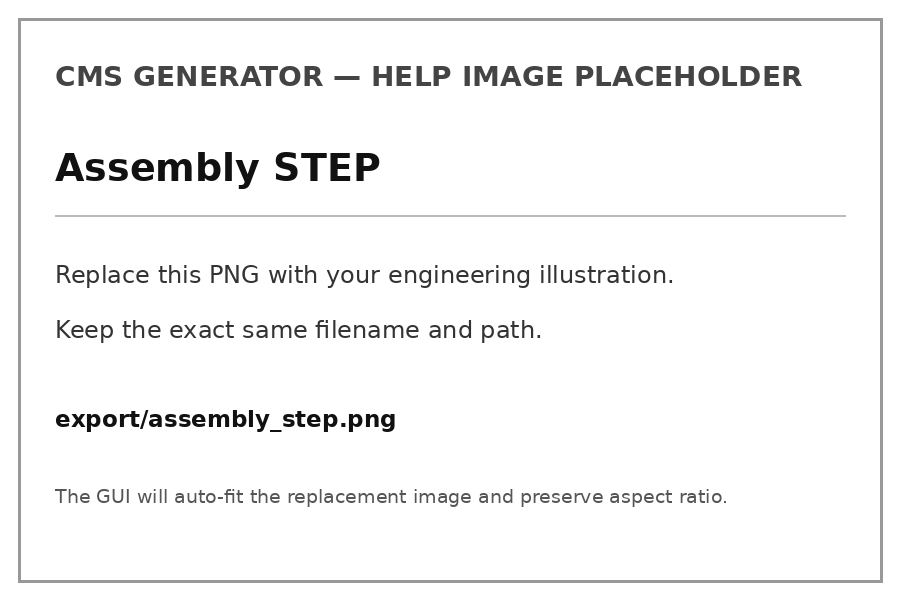 CMS GENERATOR — HELP IMAGE PLACEHOLDER
Assembly STEP
Replace this PNG with your engineering illustration.
Keep the exact same filename and path.
export/assembly_step.png
The GUI will auto-fit the replacement image and preserve aspect ratio.